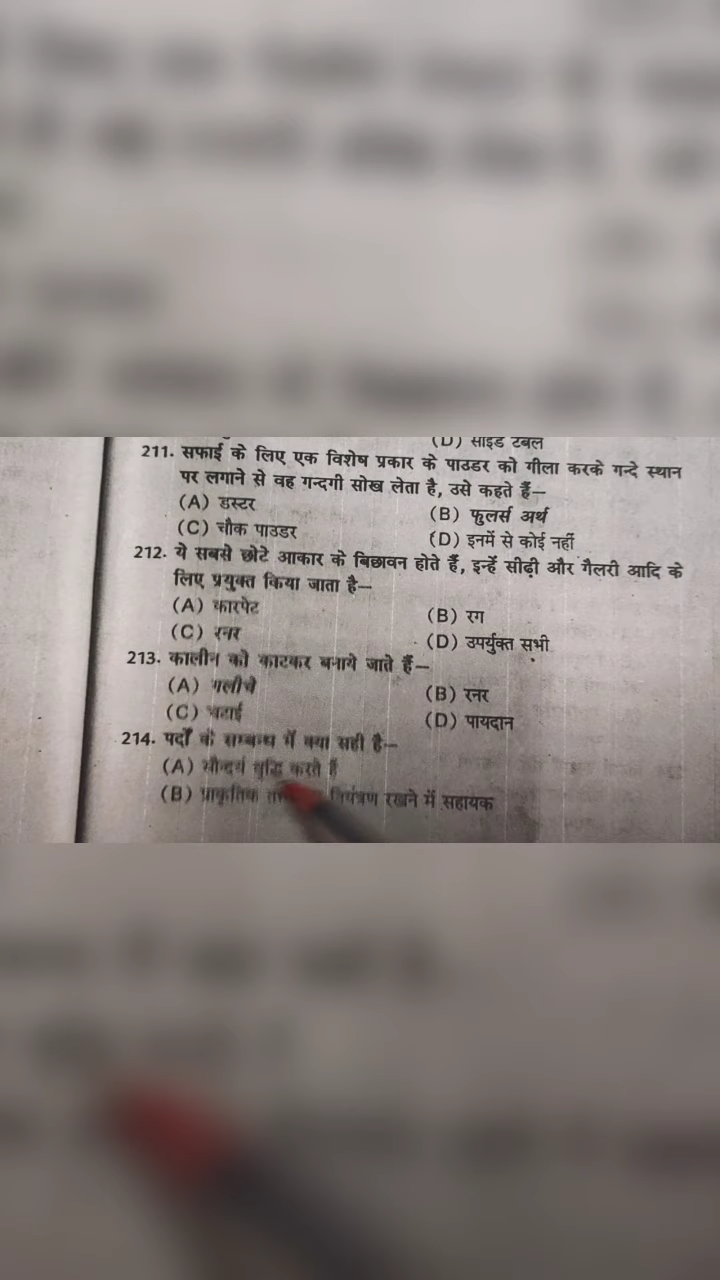 (D) साइड टेबल
211. सफाई के लिए एक विशेष प्रकार के पाउडर को गीला करके गन्दे स्थान
पर लगाने से वह गन्दगी सोख लेता है, उसे कहते हैं—
(A) डस्टर (B) फुलर्स अर्थ
(C) चौक पाउडर (D) इनमें से कोई नहीं
212. ये सबसे छोटे आकार के बिछावन होते हैं, इन्हें सीढ़ी और गैलरी आदि के
लिए प्रयुक्त किया जाता है—
(A) कारपेट (B) रग
(C) रनर (D) उपर्युक्त सभी
213. कालीन को काटकर बनाये जाते हैं—
(A) गलीचे (B) रनर
(C) चटाई (D) पायदान
214. पर्दों के सम्बन्ध में क्या सही है—
(A) सौन्दर्य वृद्धि करते हैं
(B) प्राकृतिक नियंत्रण रखने में सहायक